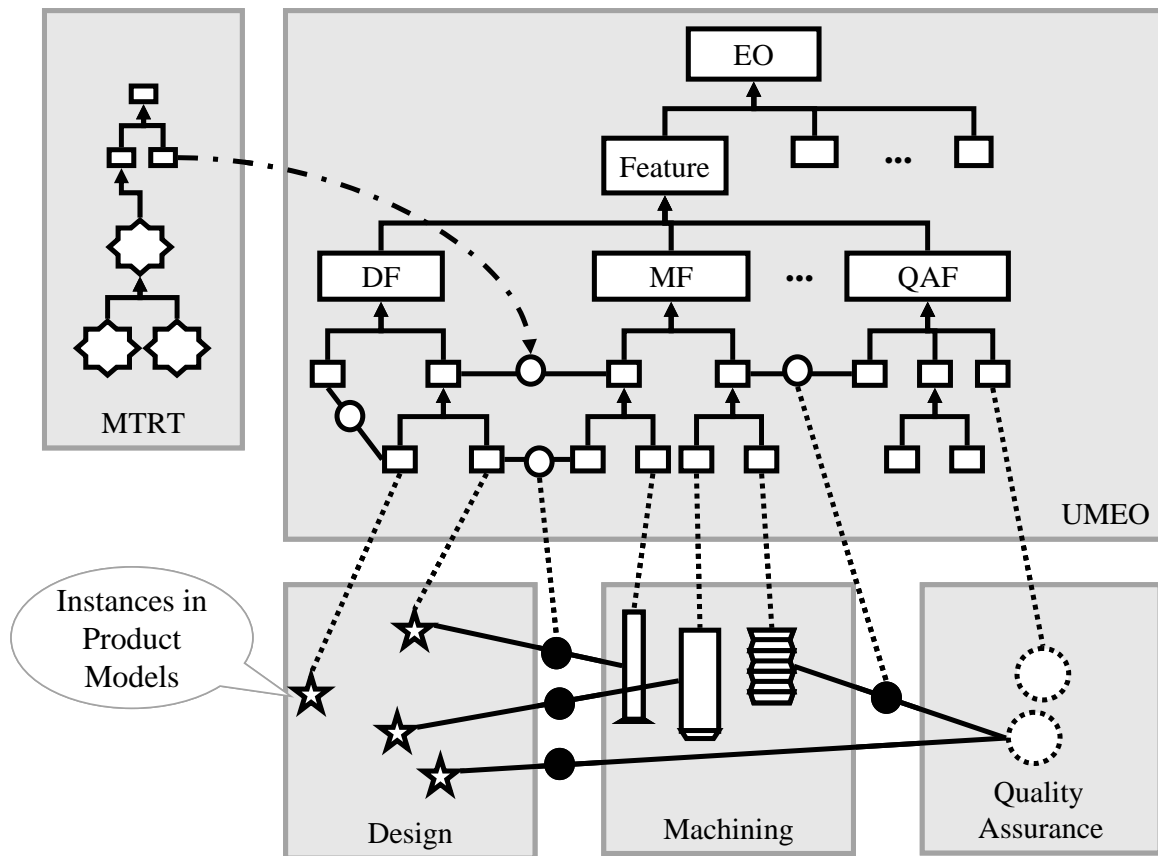 EO
Feature
...
DF
MF
...
QAF
MTRT
UMEO
Instances in
Product
Models
Design
Machining
Quality
Assurance